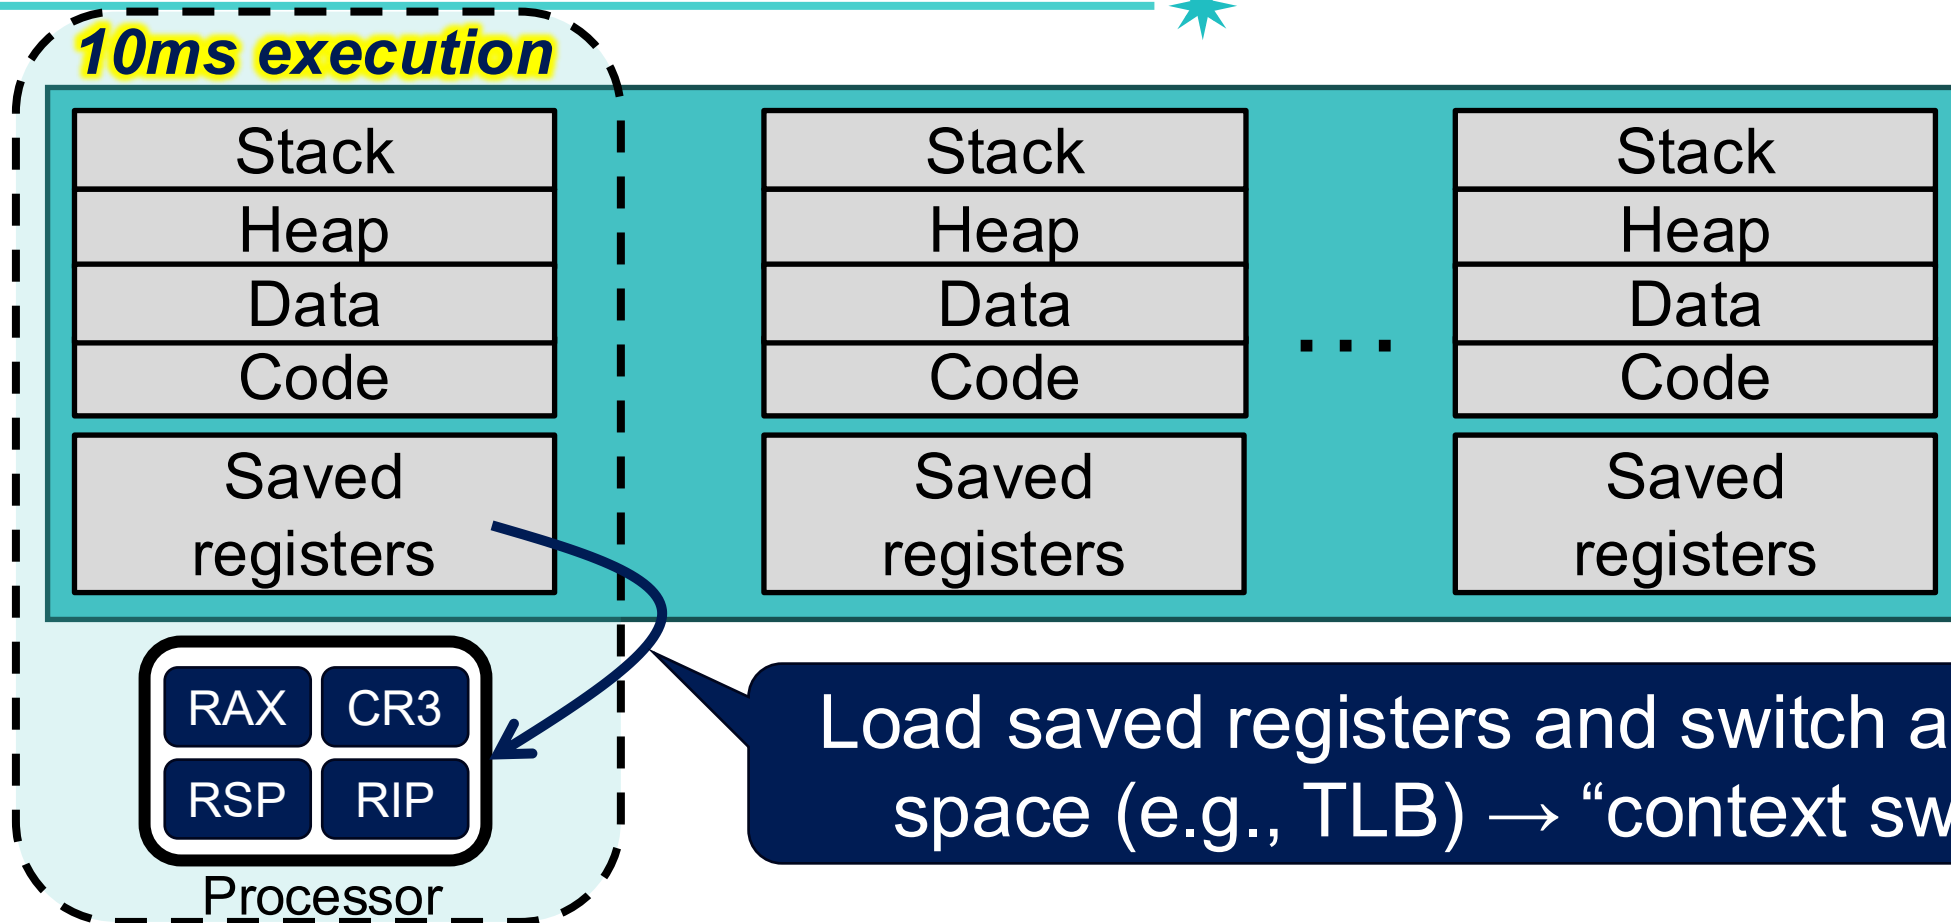 10ms execution
Stack
Heap
Data
Code
Saved
registers
Stack
Heap
Data
Code
Saved
registers
...
Stack
Heap
Data
Code
Saved
registers
RAX CR3
RSP RIP
Processor
Load saved registers and switch a
space (e.g., TLB) → “context sw